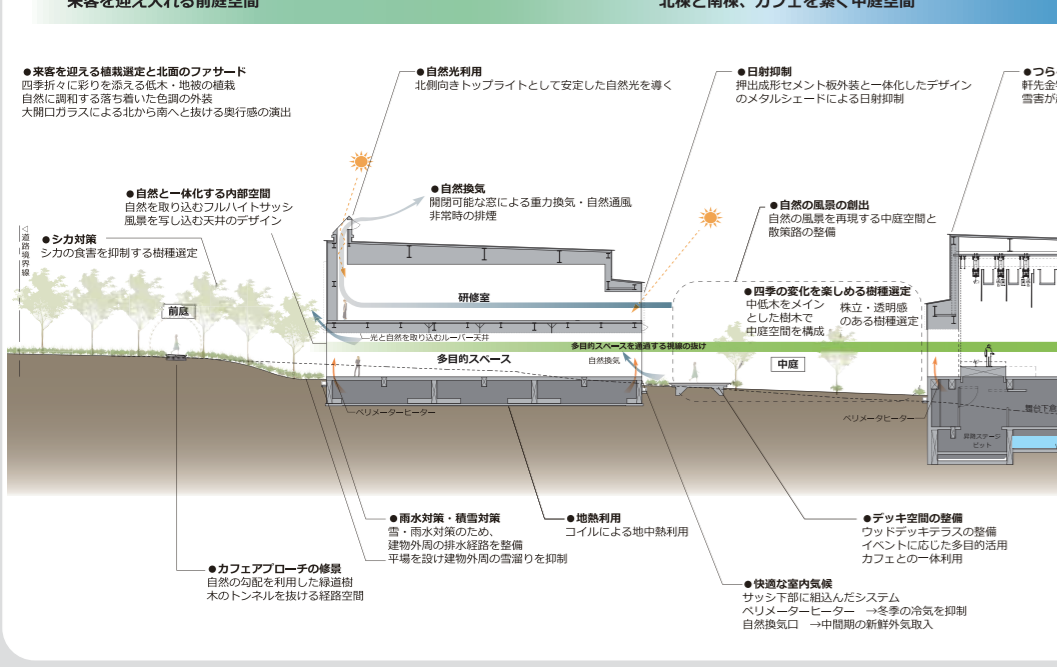 来客を迎え入れる前庭空間
北棟と南棟、カフェを繋ぐ中庭空間
●来客を迎える植栽選定と北面のファサード
四季折々に彩りを添える低木・地被の植栽
自然に調和する落ち着いた色調の外装
大開口ガラスによる北から南へと抜ける奥行感の演出
●自然光利用
北側向きトップライトとして安定した自然光を導く
●日射抑制
押出成形セメント板外装と一体化したデザイン
のメタルシェードによる日射抑制
●つらら
軒先金
雪害が
●自然と一体化する内部空間
自然を取り込むフルハイトサッシ
風景を写し込む天井のデザイン
●自然換気
開閉可能な窓による重力換気・自然通風
非常時の排煙
●自然の風景の創出
自然の風景を再現する中庭空間と
散策路の整備
◁道路境界線
●シカ対策
シカの食害を抑制する樹種選定
●四季の変化を楽しめる樹種選定
中低木をメイン
とした樹木で
中庭空間を構成
株立・透明感
のある樹種選定
前庭
研修室
光と自然を取り込むルーバー天井
多目的スペースを通過する視線の抜け
多目的スペース
自然換気
中庭
ペリメーターヒーター
ペリメータヒーター
舞台下倉
昇降ステージ
ピット
●雨水対策・積雪対策
雪・雨水対策のため、
建物外周の排水経路を整備
平場を設け建物外周の雪溜りを抑制
●地熱利用
コイルによる地中熱利用
●デッキ空間の整備
ウッドデッキテラスの整備
イベントに応じた多目的活用
カフェとの一体利用
●カフェアプローチの修景
自然の勾配を利用した緑道樹
木のトンネルを抜ける経路空間
●快適な室内気候
サッシ下部に組込んだシステム
ペリメーターヒーター　→冬季の冷気を抑制
自然換気口　→中間期の新鮮外気取入